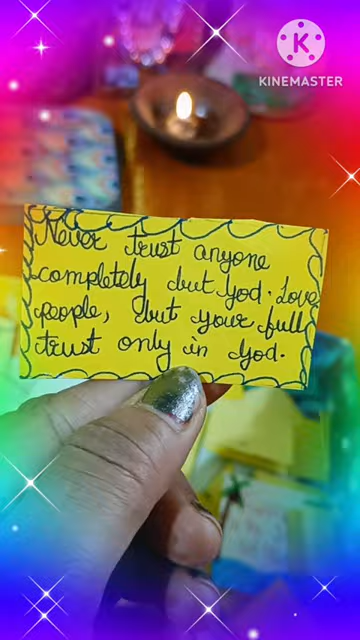 KINEMASTER
Never trust anyone
completely but God. Love
people, but your full
trust only in God.